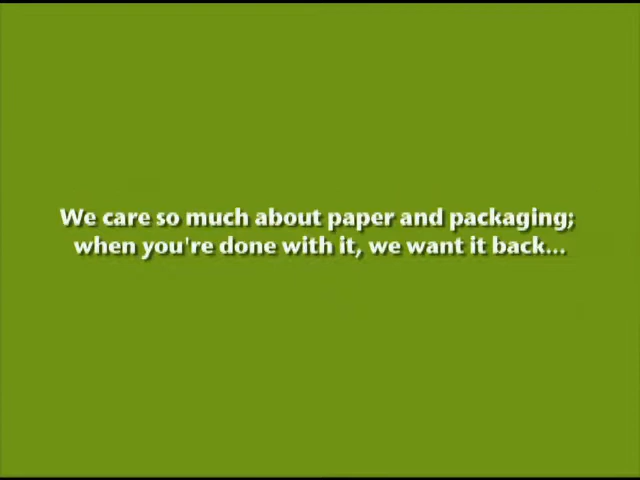 We care so much about paper and packaging;
when you're done with it, we want it back...